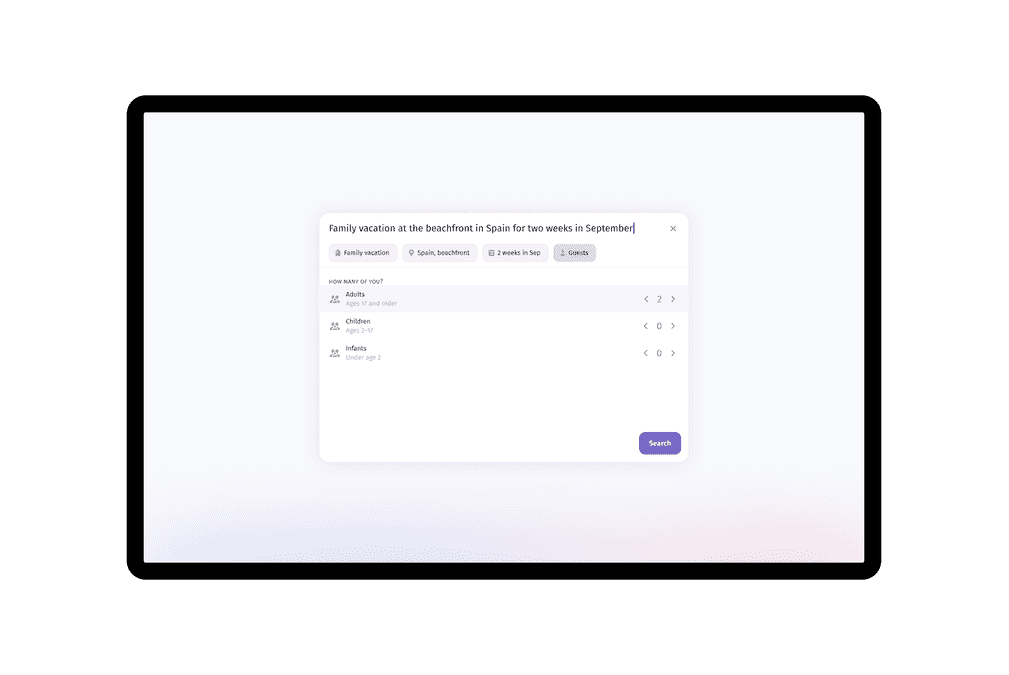 Family vacation at the beachfront in Spain for two weeks in September
Family vacation Spain, beachfront 2 weeks in Sep Guests
HOW MANY OF YOU?
Adults
Ages 17 and older
2
Children
Ages 2-17
0
Infants
Under age 2
0
Search